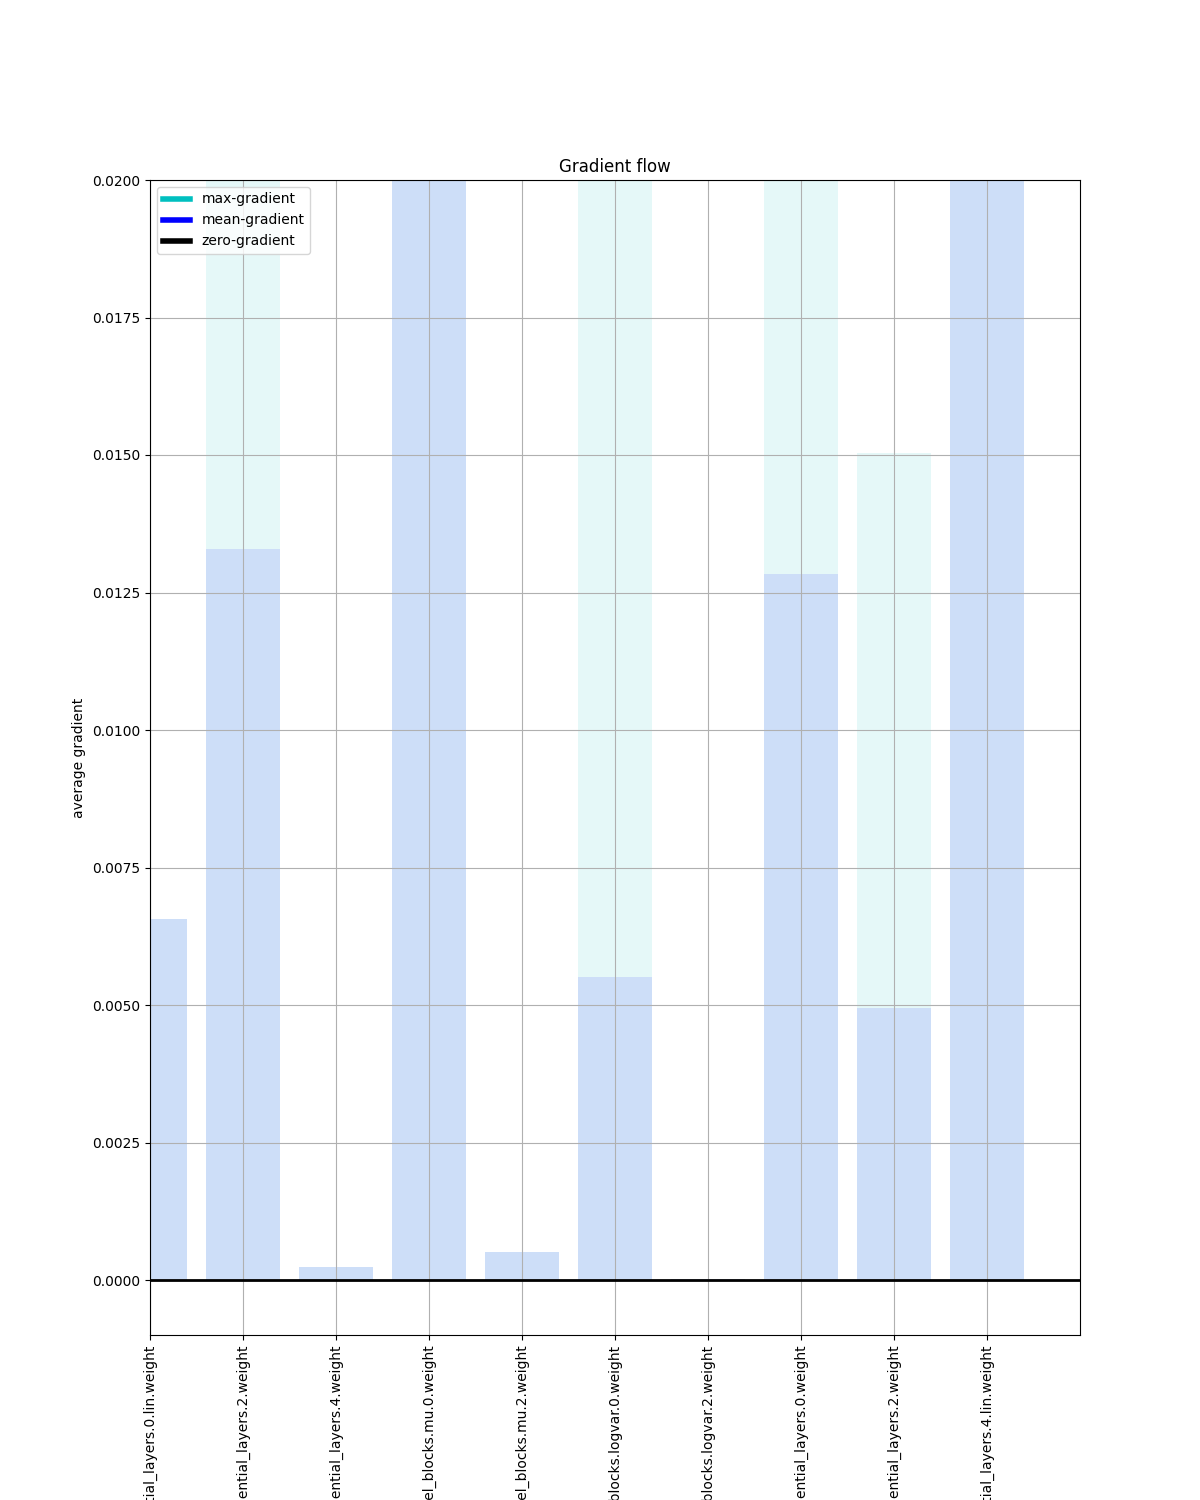 Gradient flow
max-gradient
mean-gradient
zero-gradient
0.0200
0.0175
0.0150
0.0125
0.0100
0.0075
0.0050
0.0025
0.0000
average gradient
tial_layers.0.lin.weight
ential_layers.2.weight
ential_layers.4.weight
el_blocks.mu.0.weight
el_blocks.mu.2.weight
blocks.logvar.0.weight
blocks.logvar.2.weight
ential_layers.0.weight
ential_layers.2.weight
tial_layers.4.lin.weight